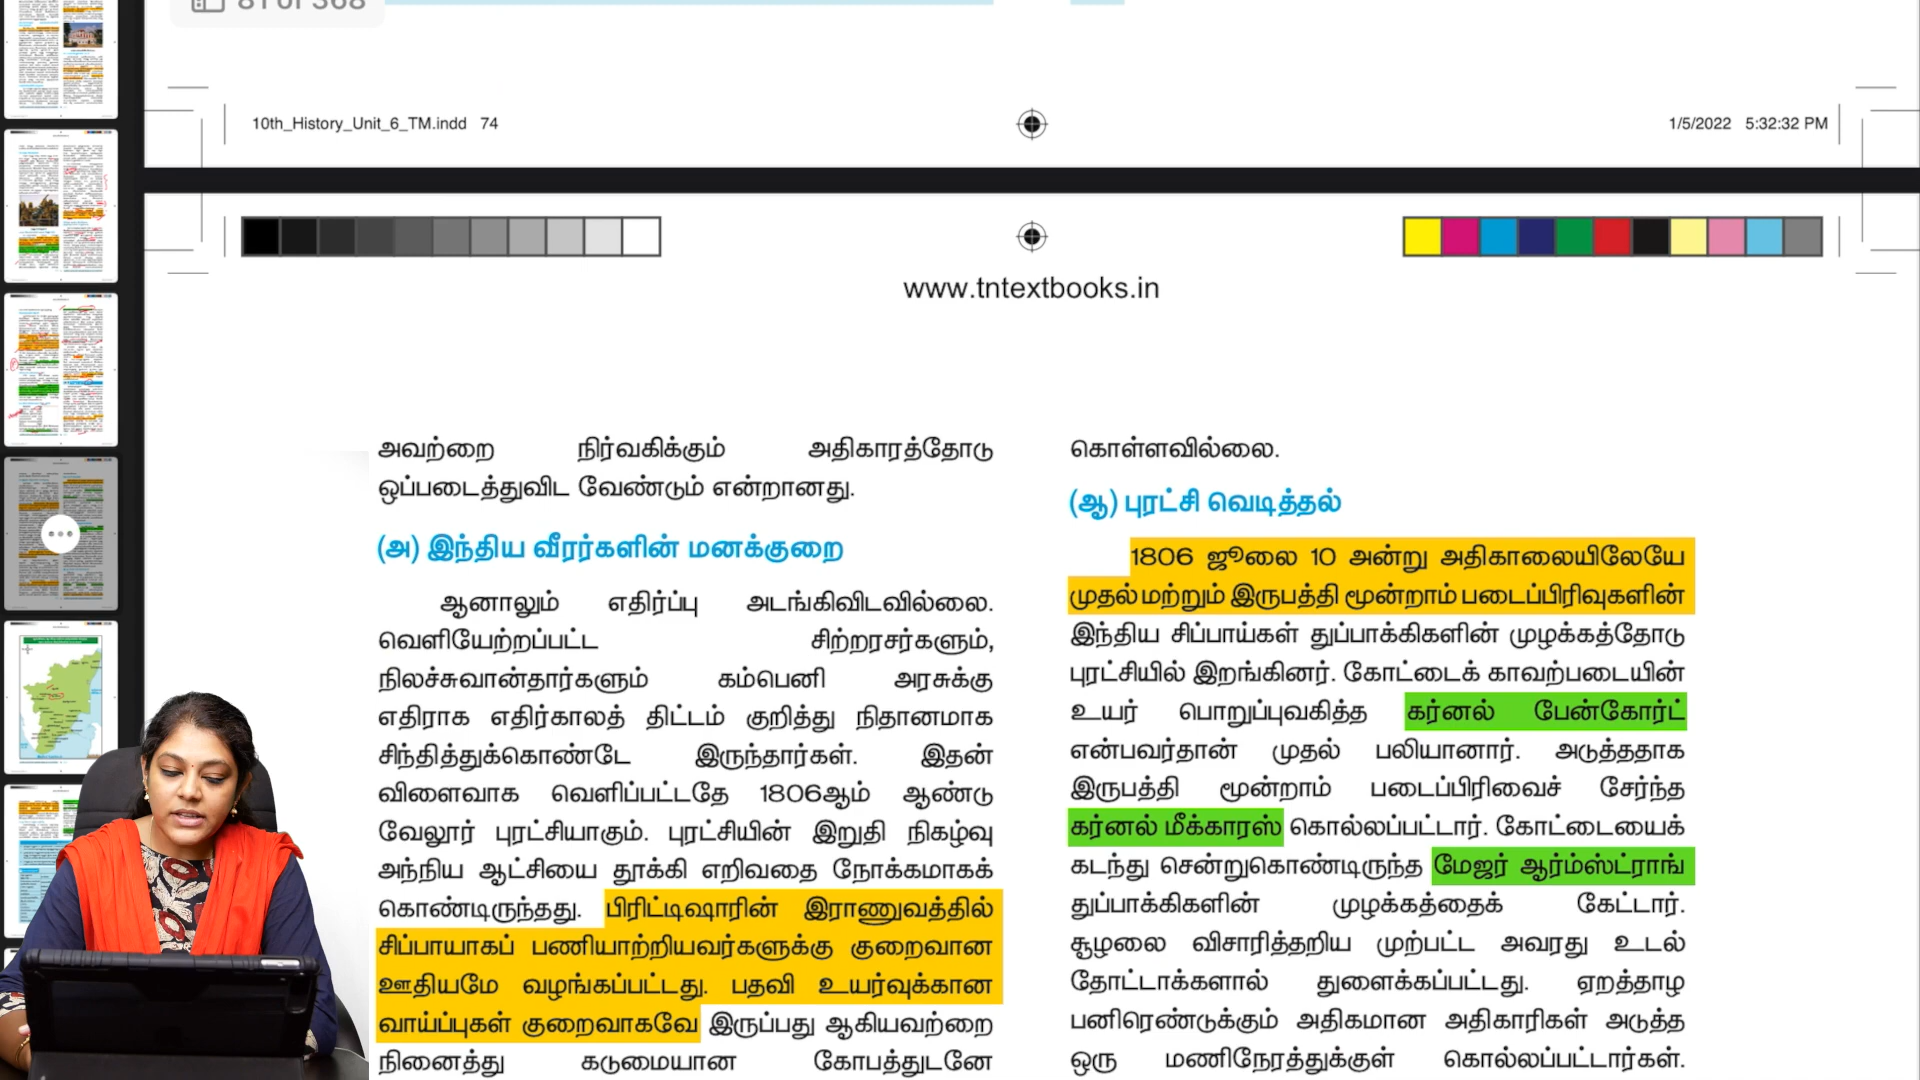 81 of 368
10th_History_Unit_6_TM.indd 74
1/5/2022 5:32:32 PM
www.tntextbooks.in
அவற்றை நிர்வகிக்கும் அதிகாரத்தோடு
ஒப்படைத்துவிட வேண்டும் என்றானது.
(அ) இந்திய வீரர்களின் மனக்குறை
ஆனாலும் எதிர்ப்பு அடங்கிவிடவில்லை.
வெளியேற்றப்பட்ட சிற்றரசர்களும்,
நிலச்சுவான்தார்களும் கம்பெனி அரசுக்கு
எதிராக எதிர்காலத் திட்டம் குறித்து நிதானமாக
சிந்தித்துக்கொண்டே இருந்தார்கள். இதன்
விளைவாக வெளிப்பட்டதே 1806ஆம் ஆண்டு
வேலூர் புரட்சியாகும். புரட்சியின் இறுதி நிகழ்வு
அந்நிய ஆட்சியை தூக்கி எறிவதை நோக்கமாகக்
கொண்டிருந்தது. பிரிட்டிஷாரின் இராணுவத்தில்
சிப்பாயாகப் பணியாற்றியவர்களுக்கு குறைவான
ஊதியமே வழங்கப்பட்டது. பதவி உயர்வுக்கான
வாய்ப்புகள் குறைவாகவே இருப்பது ஆகியவற்றை
நினைத்து கடுமையான கோபத்துடனே
கொள்ளவில்லை.
(ஆ) புரட்சி வெடித்தல்
1806 ஜூலை 10 அன்று அதிகாலையிலேயே
முதல் மற்றும் இருபத்தி மூன்றாம் படைப்பிரிவுகளின்
இந்திய சிப்பாய்கள் துப்பாக்கிகளின் முழக்கத்தோடு
புரட்சியில் இறங்கினர். கோட்டைக் காவற்படையின்
உயர் பொறுப்புவகித்த கர்னல் பேன்கோர்ட்
என்பவர்தான் முதல் பலியானார். அடுத்ததாக
இருபத்தி மூன்றாம் படைப்பிரிவைச் சேர்ந்த
கர்னல் மீக்காரஸ் கொல்லப்பட்டார். கோட்டையைக்
கடந்து சென்றுகொண்டிருந்த மேஜர் ஆர்ம்ஸ்ட்ராங்
துப்பாக்கிகளின் முழக்கத்தைக் கேட்டார்.
சூழலை விசாரித்தறிய முற்பட்ட அவரது உடல்
தோட்டாக்களால் துளைக்கப்பட்டது. ஏறத்தாழ
பனிரெண்டுக்கும் அதிகமான அதிகாரிகள் அடுத்த
ஒரு மணிநேரத்துக்குள் கொல்லப்பட்டார்கள்.